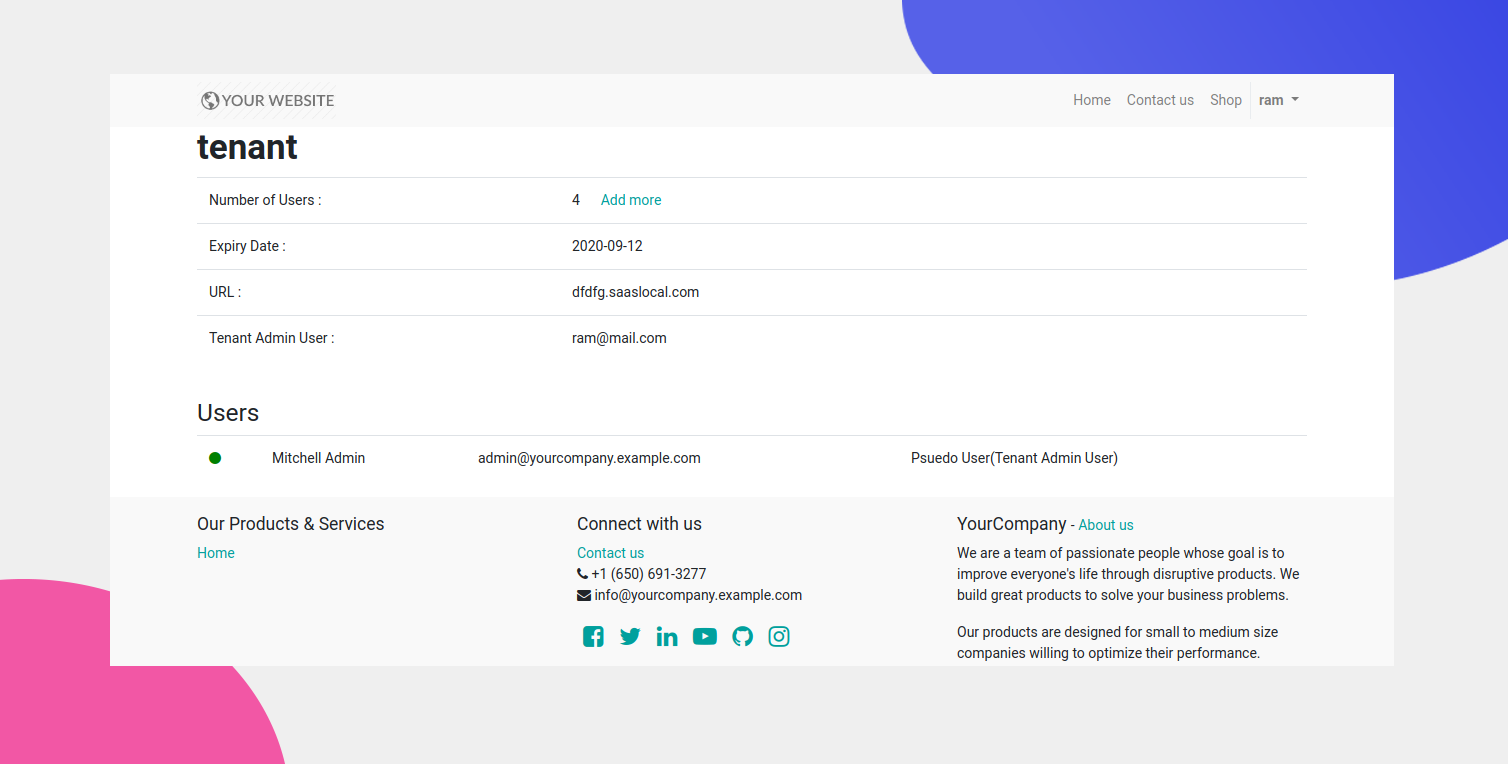 YOUR WEBSITE Home Contact us Shop ram
tenant
Number of Users : 4 Add more
Expiry Date : 2020-09-12
URL : dfdfg.saaslocal.com
Tenant Admin User : ram@mail.com
Users
Mitchell Admin admin@yourcompany.example.com Psuedo User(Tenant Admin User)
Our Products & Services
Home
Connect with us
Contact us
+1 (650) 691-3277
info@yourcompany.example.com
YourCompany - About us
We are a team of passionate people whose goal is to
improve everyone's life through disruptive products. We
build great products to solve your business problems.
Our products are designed for small to medium size
companies willing to optimize their performance.